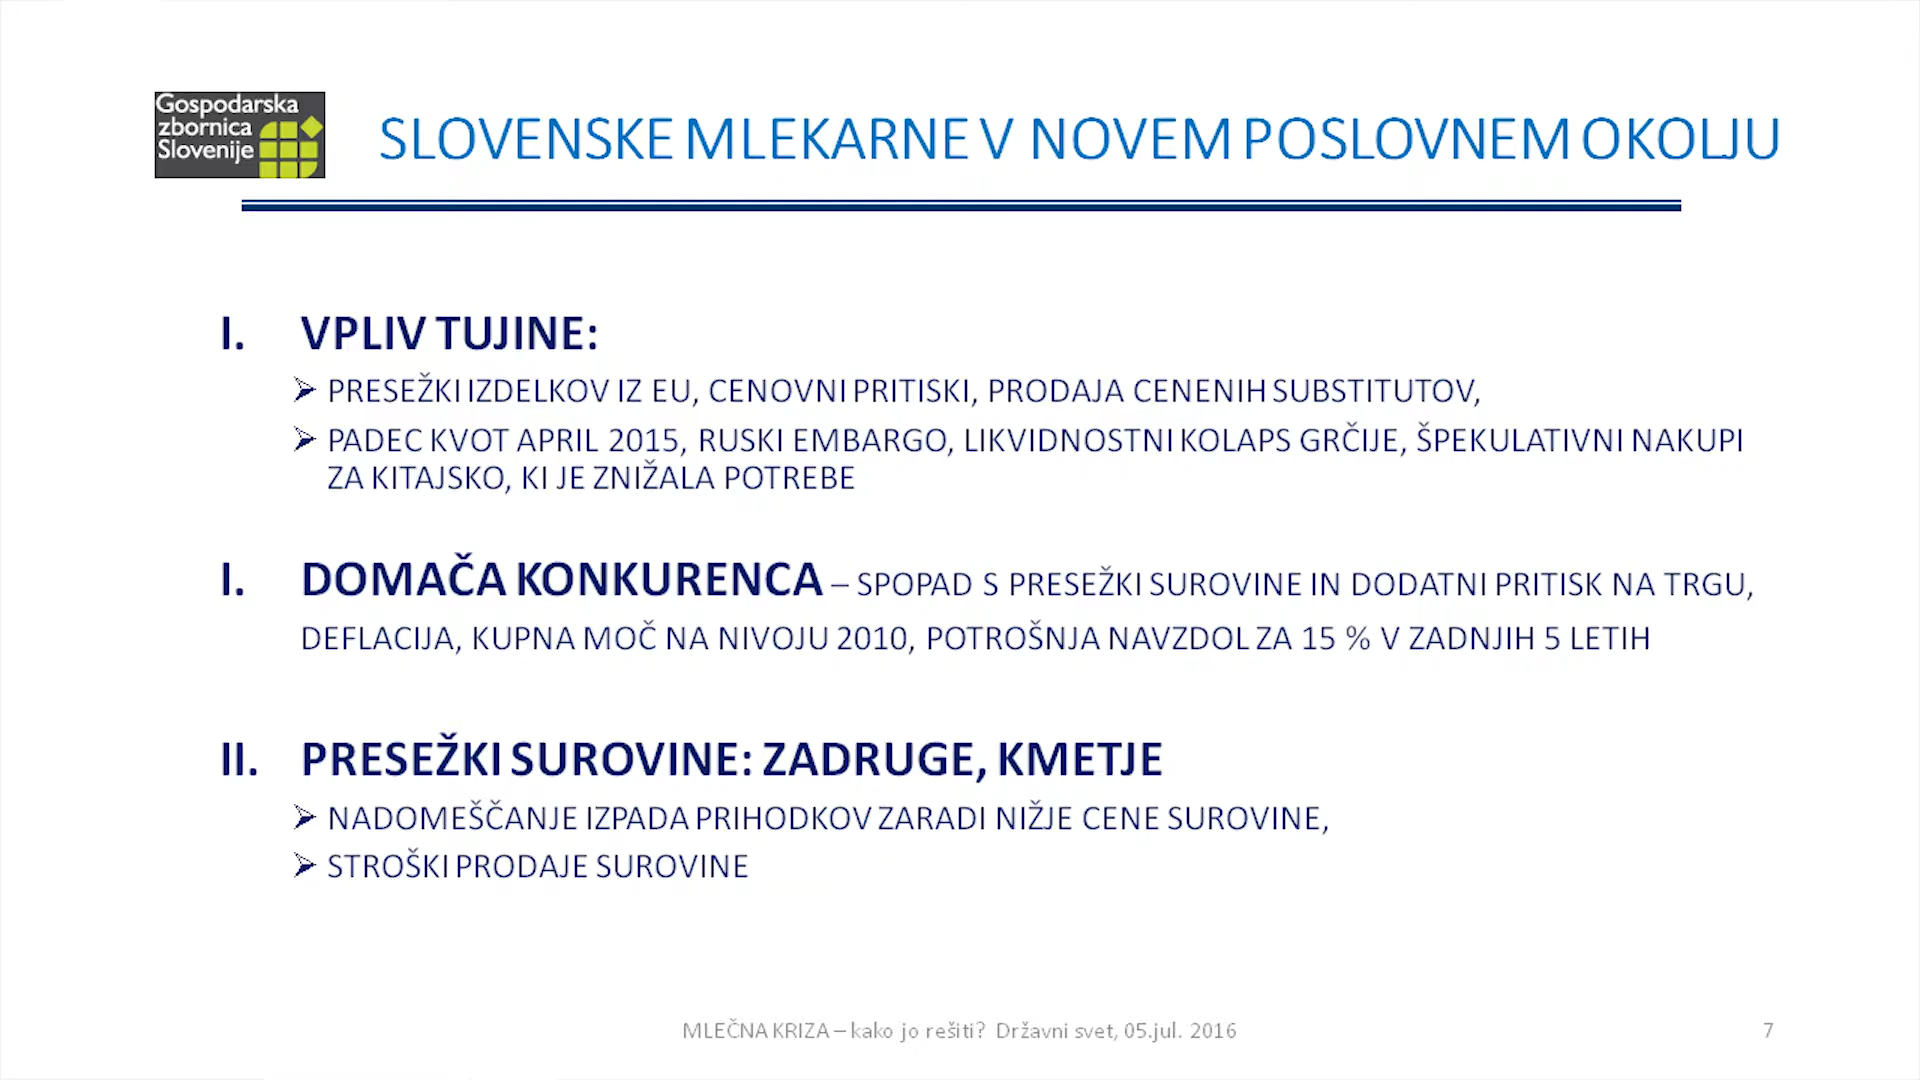 Gospodarska
zbornica
Slovenije
SLOVENSKE MLEKARNE V NOVEM POSLOVNEM OKOLJU
I. VPLIV TUJINE:
➢ PRESEŽKI IZDELKOV IZ EU, CENOVNI PRITISKI, PRODAJA CENENIH SUBSTITUTOV,
➢ PADEC KVOT APRIL 2015, RUSKI EMBARGO, LIKVIDNOSTNI KOLAPS GRČIJE, ŠPEKULATIVNI NAKUPI
ZA KITAJSKO, KI JE ZNIŽALA POTREBE
I. DOMAČA KONKURENCA – SPOPAD S PRESEŽKI SUROVINE IN DODATNI PRITISK NA TRGU,
DEFLACIJA, KUPNA MOČ NA NIVOJU 2010, POTROŠNJA NAVZDOL ZA 15 % V ZADNJIH 5 LETIH
II. PRESEŽKI SUROVINE: ZADRUGE, KMETJE
➢ NADOMEŠČANJE IZPADA PRIHODKOV ZARADI NIŽJE CENE SUROVINE,
➢ STROŠKI PRODAJE SUROVINE
MLEČNA KRIZA – kako jo rešiti? Državni svet, 05.jul. 2016
7